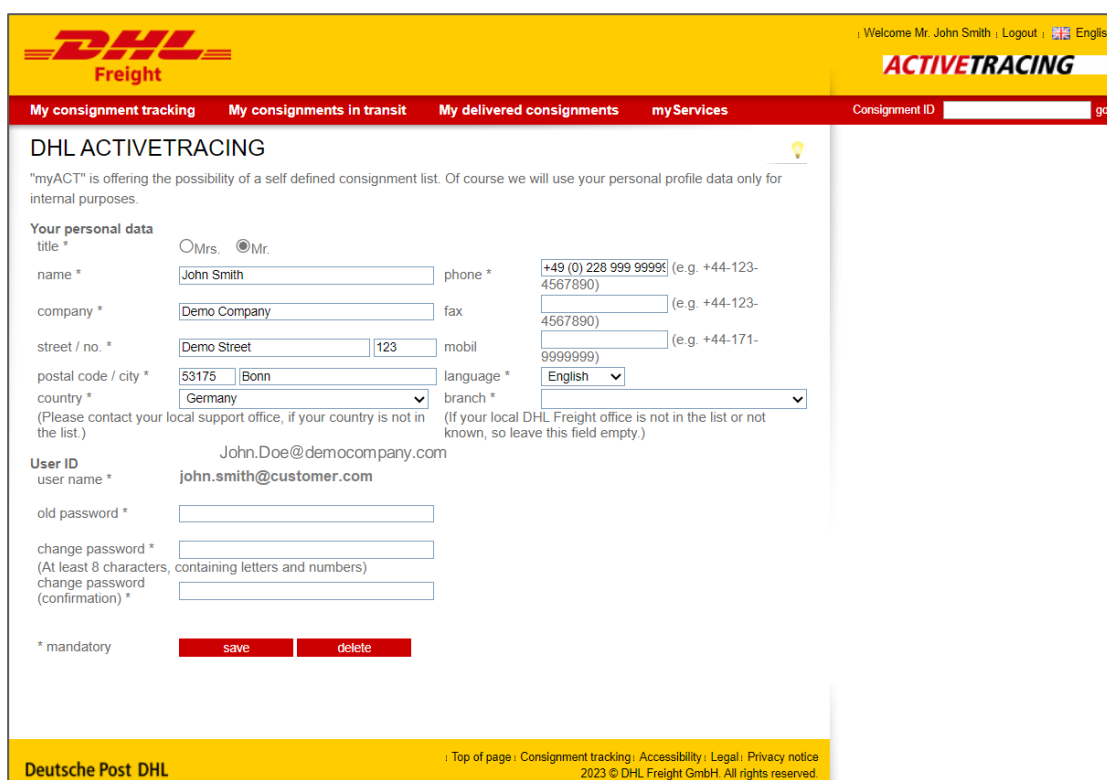 DHL
Freight
Welcome Mr. John Smith Logout Englis
ACTIVETRACING
My consignment tracking My consignments in transit My delivered consignments myServices Consignment ID go
DHL ACTIVETRACING
"myACT" is offering the possibility of a self defined consignment list. Of course we will use your personal profile data only for
internal purposes.
Your personal data
title * Mrs. Mr.
name * John Smith phone * +49 (0) 228 999 99999 (e.g. +44-123-
4567890)
company * Demo Company fax (e.g. +44-123-
4567890)
street / no. * Demo Street 123 mobil (e.g. +44-171-
9999999)
postal code / city * 53175 Bonn language * English
country * Germany branch *
(Please contact your local support office, if your country is not in
the list.)
(If your local DHL Freight office is not in the list or not
known, so leave this field empty.)
John.Doe@democompany.com
User ID
user name * john.smith@customer.com
old password *
change password *
(At least 8 characters, containing letters and numbers)
change password
(confirmation) *
* mandatory save delete
Top of page Consignment tracking Accessibility Legal Privacy notice
Deutsche Post DHL
2023 © DHL Freight GmbH. All rights reserved.